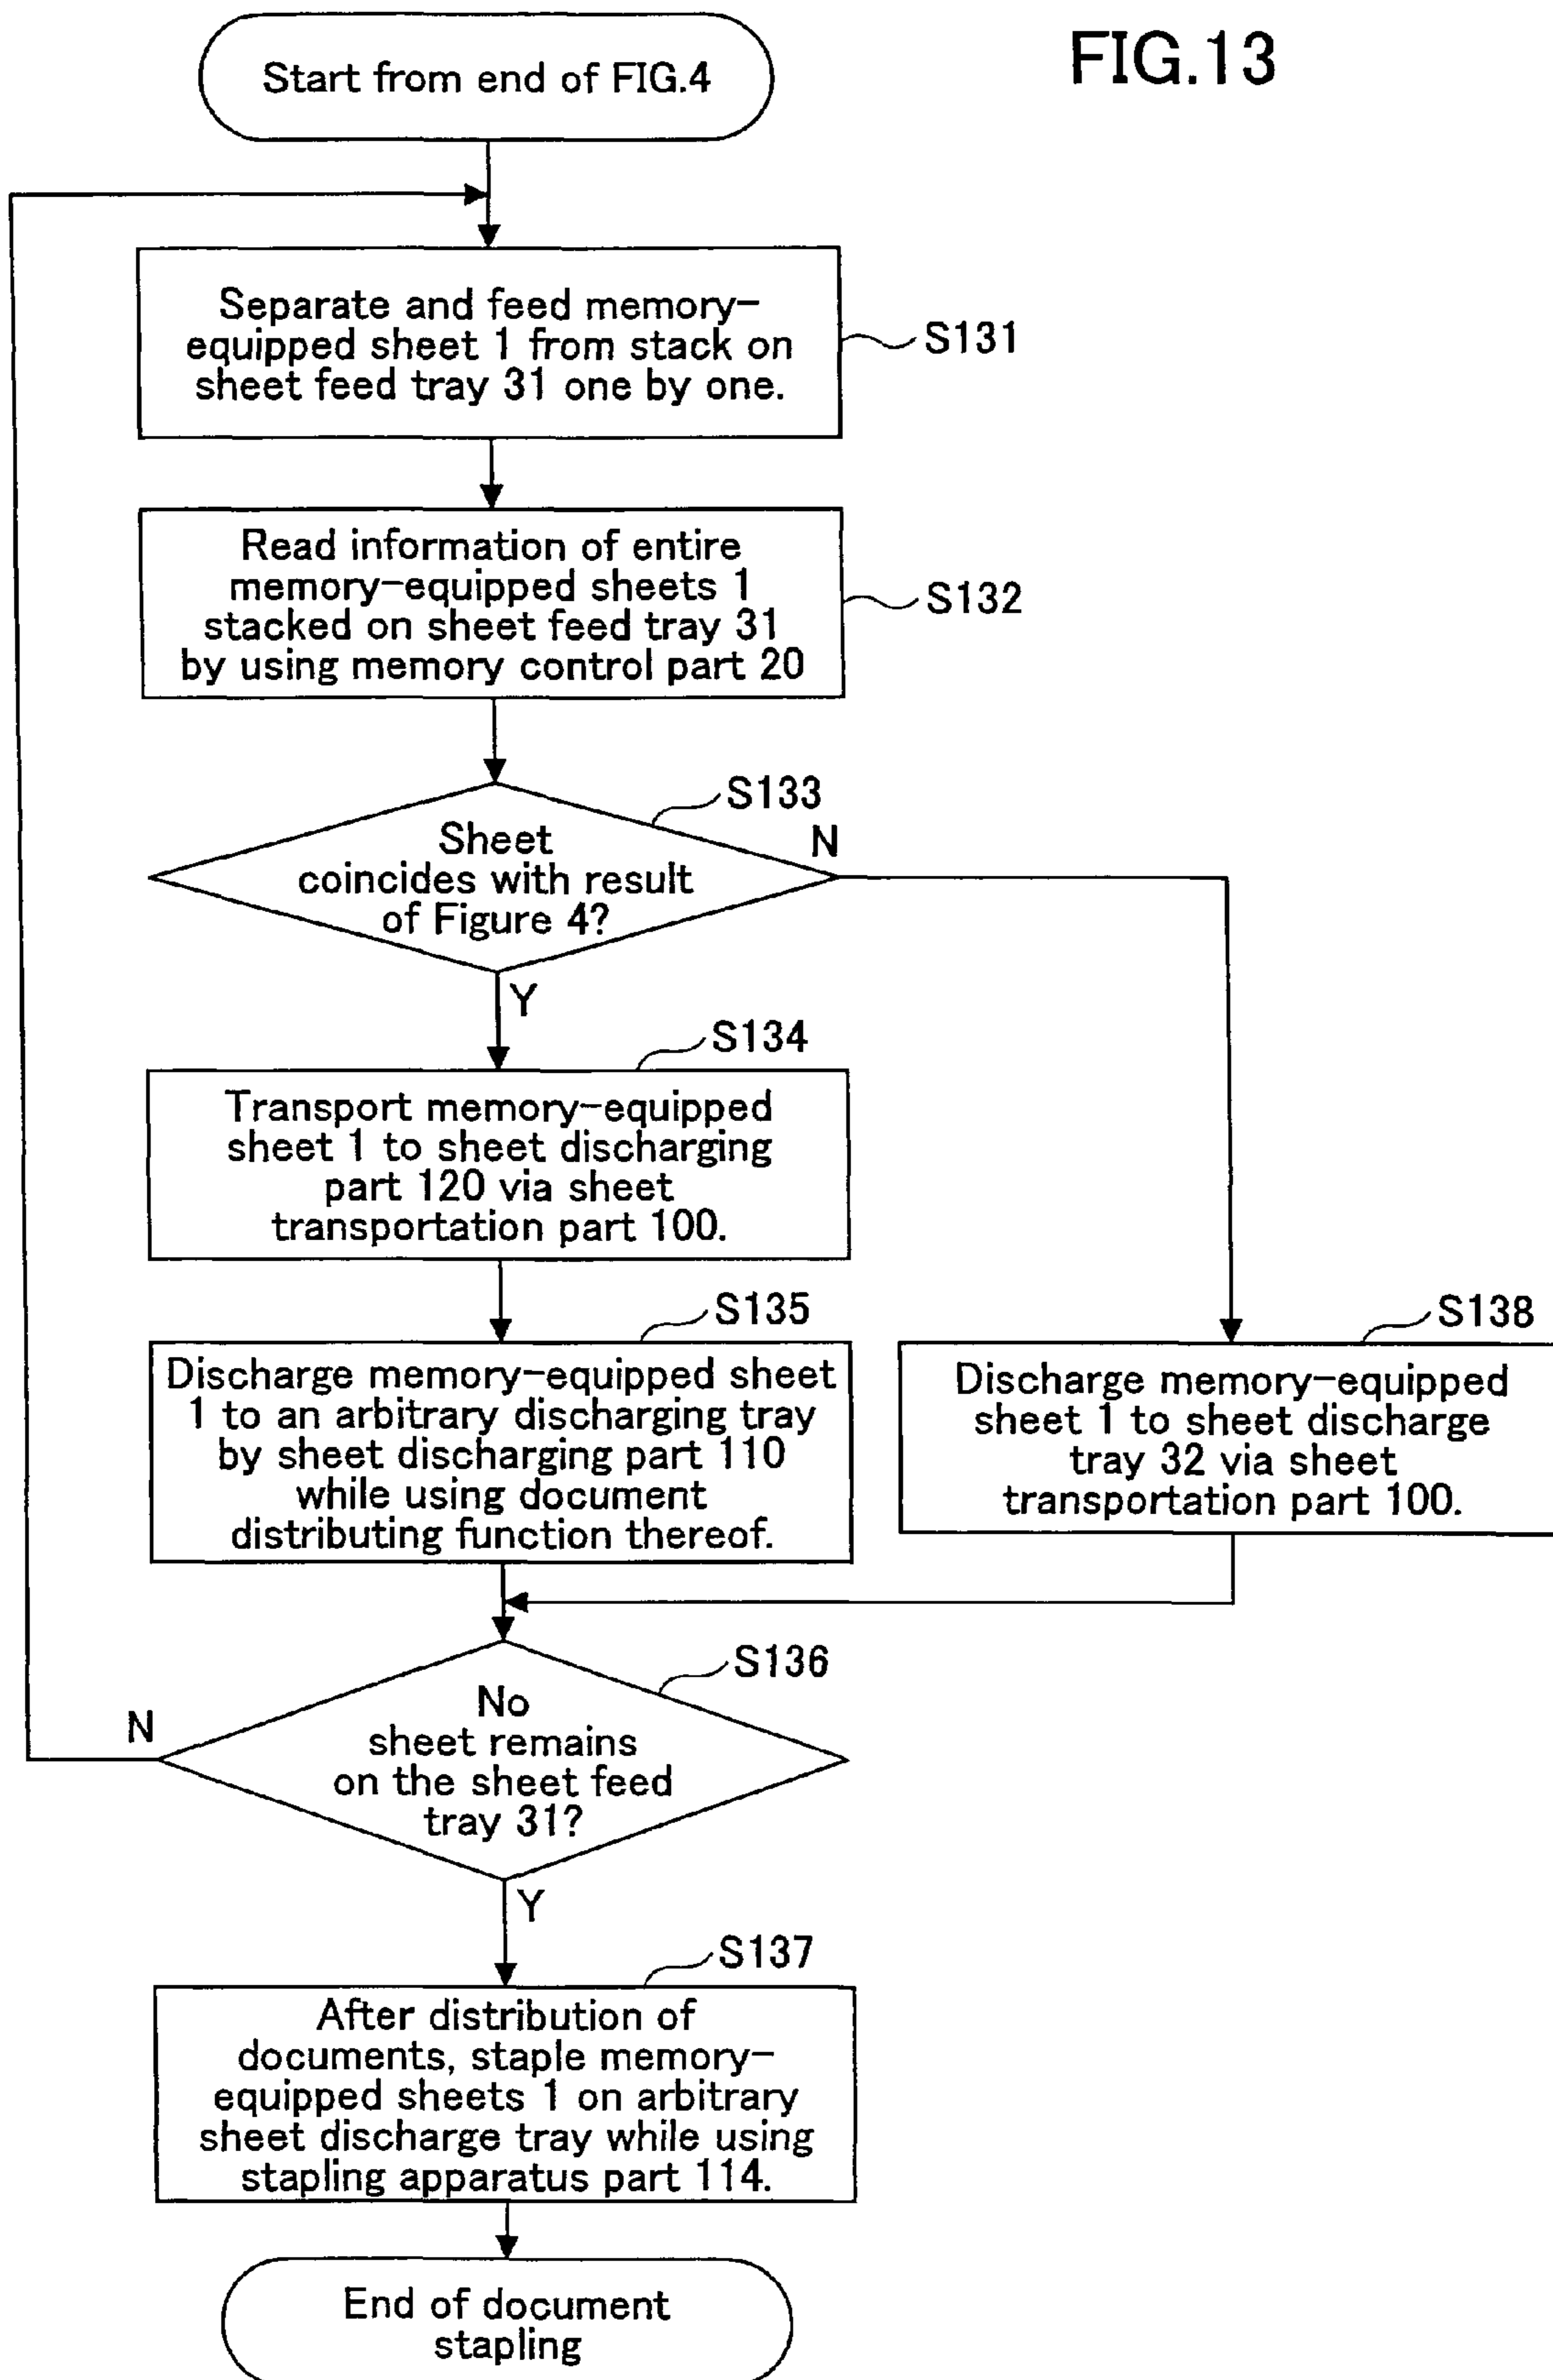 FIG.13
Start from end of FIG.4
Separate and feed memory-
equipped sheet 1 from stack on
sheet feed tray 31 one by one.
S131
Read information of entire
memory-equipped sheets 1
stacked on sheet feed tray 31
by using memory control part 20
S132
S133
Sheet
coincides with result
of Figure 4?
N
Y
S134
Transport memory-equipped
sheet 1 to sheet discharging
part 120 via sheet
transportation part 100.
S135
Discharge memory-equipped sheet
1 to an arbitrary discharging tray
by sheet discharging part 110
while using document
distributing function thereof.
S138
Discharge memory-equipped
sheet 1 to sheet discharge
tray 32 via sheet
transportation part 100.
S136
No
sheet remains
on the sheet feed
tray 31?
N
Y
S137
After distribution of
documents, staple memory-
equipped sheets 1 on arbitrary
sheet discharge tray while using
stapling apparatus part 114.
End of document
stapling